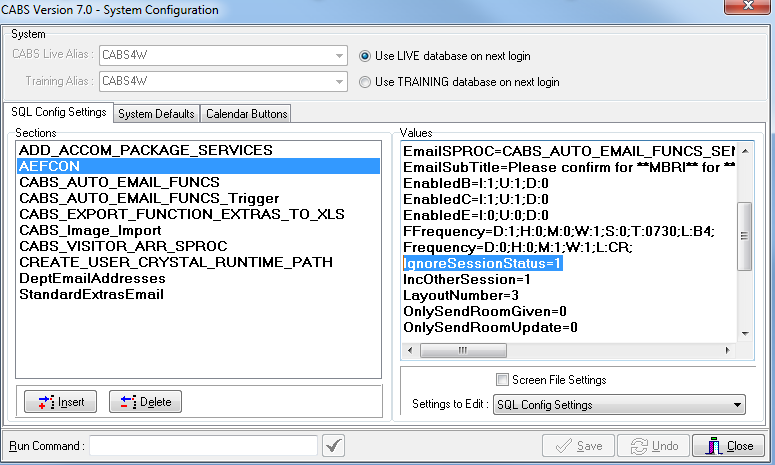 CABS Version 7.0 - System Configuration
System
CABS Live Alias : CABS4W
Use LIVE database on next login
Training Alias : CABS4W
Use TRAINING database on next login
SQL Config Settings System Defaults Calendar Buttons
Sections
ADD_ACCOM_PACKAGE_SERVICES
AEFCON
CABS_AUTO_EMAIL_FUNCS
CABS_AUTO_EMAIL_FUNCS_Trigger
CABS_EXPORT_FUNCTION_EXTRAS_TO_XLS
CABS_Image_Import
CABS_VISITOR_ARR_SPROC
CREATE_USER_CRYSTAL_RUNTIME_PATH
DeptEmailAddresses
StandardExtrasEmail
Insert Delete
Values
EmailSPROC=CABS_AUTO_EMAIL_FUNCS_SEN
EmailSubTitle=Please confirm for **MBRI** for **
EnabledB=I:1;U:1;D:0
EnabledC=I:1;U:1;D:0
EnabledE=I:0;U:0;D:0
FFrequency=D:1;H:0;M:0;W:1;S:0;T:0730;L:B4;
Frequency=D:0;H:0;M:1;W:1;L:CR;
IgnoreSessionStatus=1
IncOtherSession=1
LayoutNumber=3
OnlySendRoomGiven=0
OnlySendRoomUpdate=0
Screen File Settings
Settings to Edit : SQL Config Settings
Run Command :
Save Undo Close